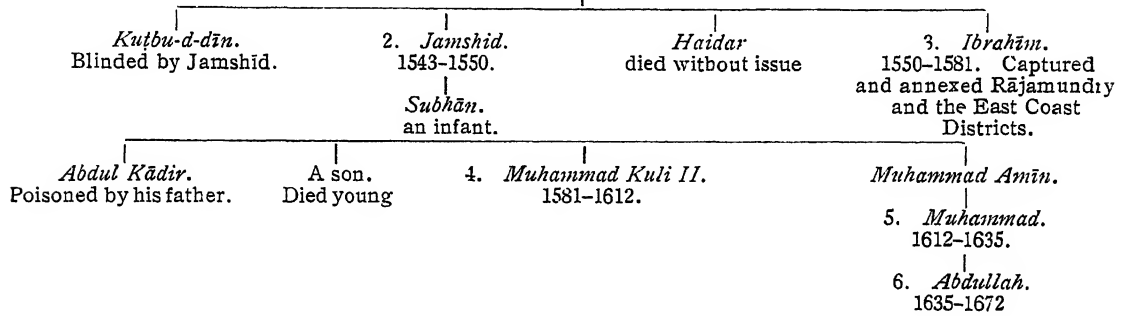 Kuṭbu-d-dīn.
Blinded by Jamshīd.
2. Jamshid.
1543–1550.
Subhān.
an infant.
Haidar
died without issue
3. Ibrahīm.
1550–1581. Captured
and annexed Rājamundry
and the East Coast
Districts.
Abdul Kādir.
Poisoned by his father.
A son.
Died young
4. Muhammad Kuli II.
1581–1612.
Muhammad Amīn.
5. Muhammad.
1612–1635.
6. Abdullah.
1635–1672